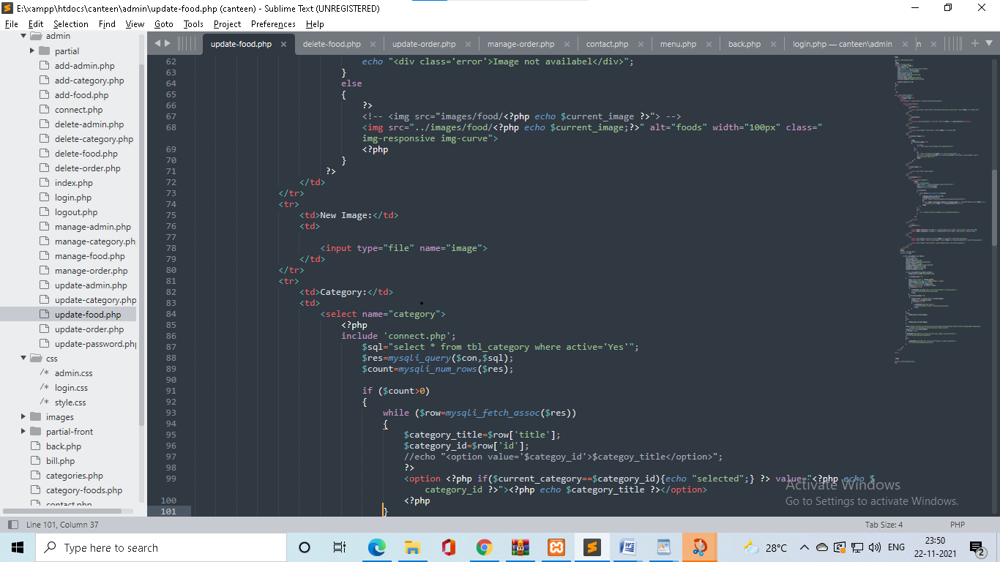 E:\xampp\htdocs\canteen\admin\update-food.php (canteen) - Sublime Text (UNREGISTERED)
File Edit Selection Find View Goto Tools Project Preferences Help
admin
partial
add-admin.php
add-category.php
add-food.php
connect.php
delete-admin.php
delete-category.php
delete-food.php
delete-order.php
index.php
login.php
logout.php
manage-admin.php
manage-category.ph
manage-food.php
manage-order.php
update-admin.php
update-category.php
update-food.php
update-order.php
update-password.ph
css
/* admin.css
/* login.css
/* style.css
images
partial-front
back.php
bill.php
categories.php
category-foods.php
contact.php
update-food.php × delete-food.php × update-order.php × manage-order.php × contact.php × menu.php × back.php × login.php — canteen\admin × n ×
62 echo "<div class='error'>Image not availabel</div>";
63 }
64 else
65 {
66 ?>
67 <!-- <img src="images/food/<?php echo $current_image ?>"> -->
68 <img src="../images/food/<?php echo $current_image;?>" alt="foods" width="100px" class="
img-responsive img-curve">
69 <?php
70 }
71 ?>
72 </td>
73 </tr>
74 <tr>
75 <td>New Image:</td>
76 <td>
77
78 <input type="file" name="image">
79 </td>
80 </tr>
81 <tr>
82 <td>Category:</td>
83 <td>
84 <select name="category">
85 <?php
86 include 'connect.php';
87 $sql="select * from tbl_category where active='Yes'";
88 $res=mysqli_query($con,$sql);
89 $count=mysqli_num_rows($res);
90
91 if ($count>0)
92 {
93 while ($row=mysqli_fetch_assoc($res))
94 {
95 $category_title=$row['title'];
96 $category_id=$row['id'];
97 //echo "<option value='$categoy_id'>$categoy_title</option>";
98 ?>
99 <option <?php if($current_category==$category_id){echo "selected";} ?> value="<?php echo $
category_id ?>"><?php echo $category_title ?></option>
100 <?php
101 }
Activate Windows
Go to Settings to activate Windows.
Line 101, Column 37
Tab Size: 4
PHP
Type here to search
28°C
ENG
23:50
22-11-2021
2